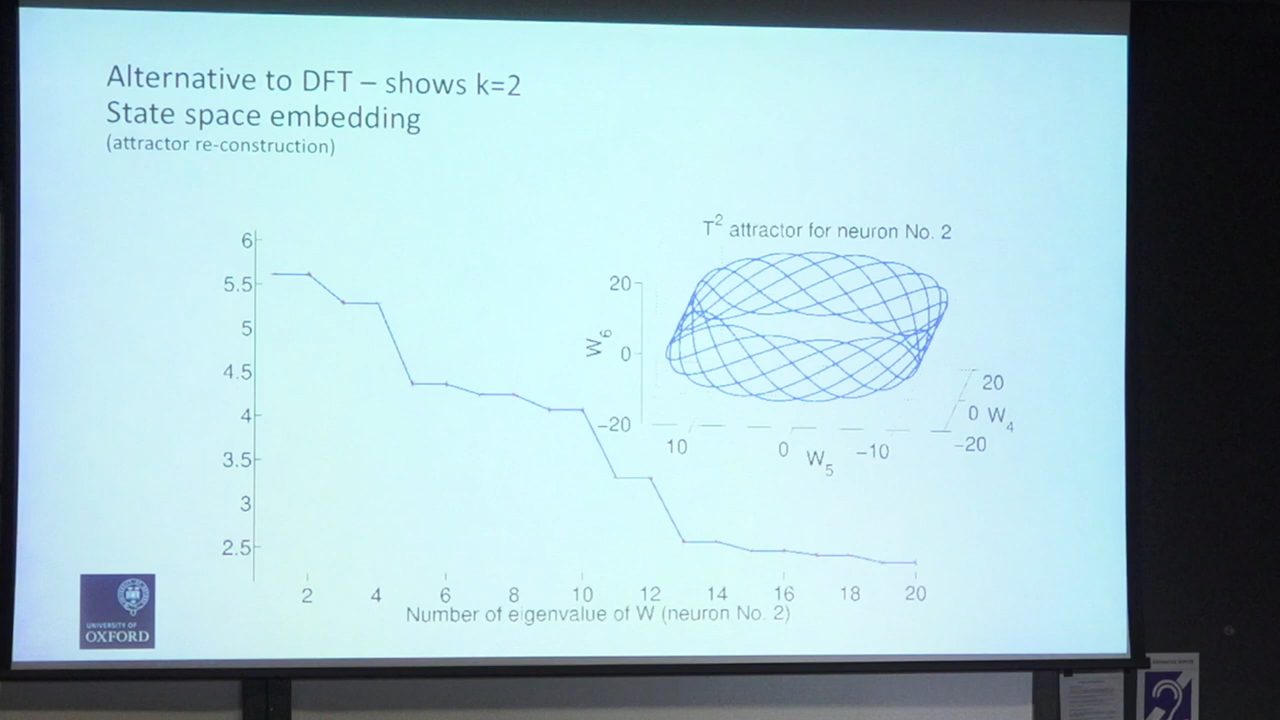 Alternative to DFT – shows k=2
State space embedding
(attractor re-construction)
T² attractor for neuron No. 2
6
5.5
5
4.5
4
3.5
3
2.5
2 4 6 8 10 12 14 16 18 20
Number of eigenvalue of W (neuron No. 2)
20
0
−20
W₆
10 0 −10
W₅
20
0 W₄
−20
UNIVERSITY OF
OXFORD